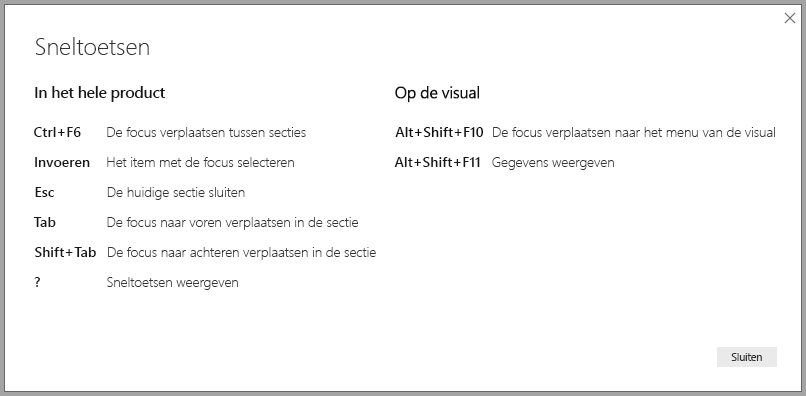 Sneltoetsen
In het hele product
Ctrl+F6 De focus verplaatsen tussen secties
Invoeren Het item met de focus selecteren
Esc De huidige sectie sluiten
Tab De focus naar voren verplaatsen in de sectie
Shift+Tab De focus naar achteren verplaatsen in de sectie
? Sneltoetsen weergeven
Op de visual
Alt+Shift+F10 De focus verplaatsen naar het menu van de visual
Alt+Shift+F11 Gegevens weergeven
Sluiten